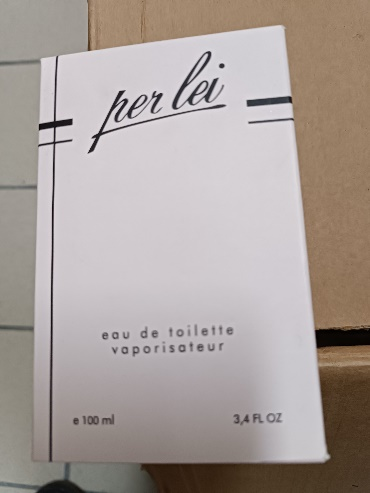 per lei
eau de toilette
vaporisateur
e 100 ml
3,4 FL OZ